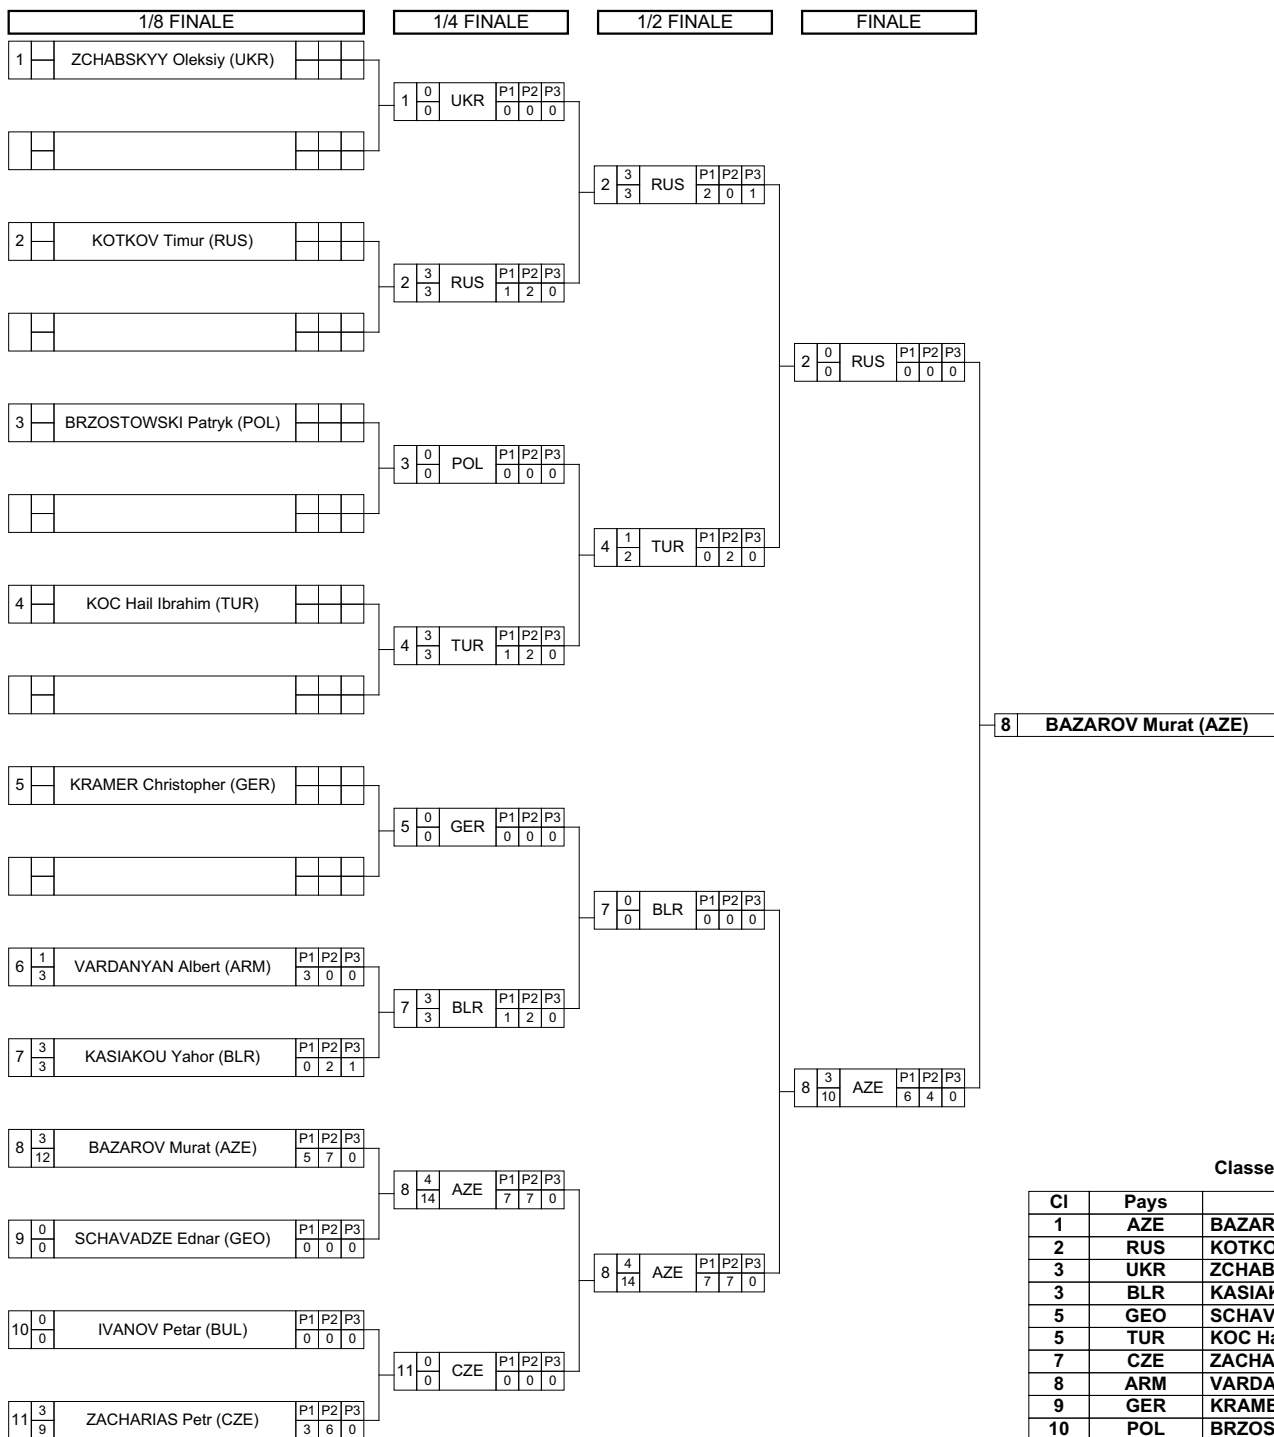 1/8 FINALE 1/4 FINALE 1/2 FINALE FINALE
1 ZCHABSKYY Oleksiy (UKR)
1 0 UKR P1 P2 P3
0 0 0 0
2 3 RUS P1 P2 P3
3 2 0 1
2 KOTKOV Timur (RUS)
2 3 RUS P1 P2 P3
3 1 2 0
2 0 RUS P1 P2 P3
0 0 0 0
3 BRZOSTOWSKI Patryk (POL)
3 0 POL P1 P2 P3
0 0 0 0
4 1 TUR P1 P2 P3
2 0 2 0
4 KOC Hail Ibrahim (TUR)
4 3 TUR P1 P2 P3
3 1 2 0
8 BAZAROV Murat (AZE)
5 KRAMER Christopher (GER)
5 0 GER P1 P2 P3
0 0 0 0
7 0 BLR P1 P2 P3
0 0 0 0
6 1 VARDANYAN Albert (ARM) P1 P2 P3
3 3 0 0
7 3 BLR P1 P2 P3
3 1 2 0
7 3 KASIAKOU Yahor (BLR) P1 P2 P3
3 0 2 1
8 3 AZE P1 P2 P3
10 6 4 0
8 3 BAZAROV Murat (AZE) P1 P2 P3
12 5 7 0
8 4 AZE P1 P2 P3
14 7 7 0
9 0 SCHAVADZE Ednar (GEO) P1 P2 P3
0 0 0 0
8 4 AZE P1 P2 P3
14 7 7 0
10 0 IVANOV Petar (BUL) P1 P2 P3
0 0 0 0
11 0 CZE P1 P2 P3
0 0 0 0
11 3 ZACHARIAS Petr (CZE) P1 P2 P3
9 3 6 0
Classe
Cl Pays
1 AZE BAZAR
2 RUS KOTKO
3 UKR ZCHAB
3 BLR KASIAK
5 GEO SCHAV
5 TUR KOC Ha
7 CZE ZACHA
8 ARM VARDA
9 GER KRAME
10 POL BRZOS